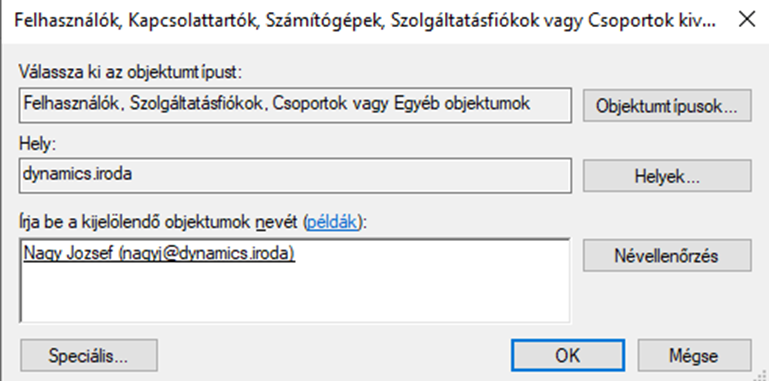 Felhasználók, Kapcsolattartók, Számítógépek, Szolgáltatásfiókok vagy Csoportok kiv...
Válassza ki az objektumtípust:
Felhasználók, Szolgáltatásfiókok, Csoportok vagy Egyéb objektumok
Objektumtípusok...
Hely:
dynamics.iroda
Helyek...
Írja be a kijelölendő objektumok nevét (példák):
Nagy Jozsef (nagyj@dynamics.iroda)
Névellenőrzés
Speciális...
OK
Mégse